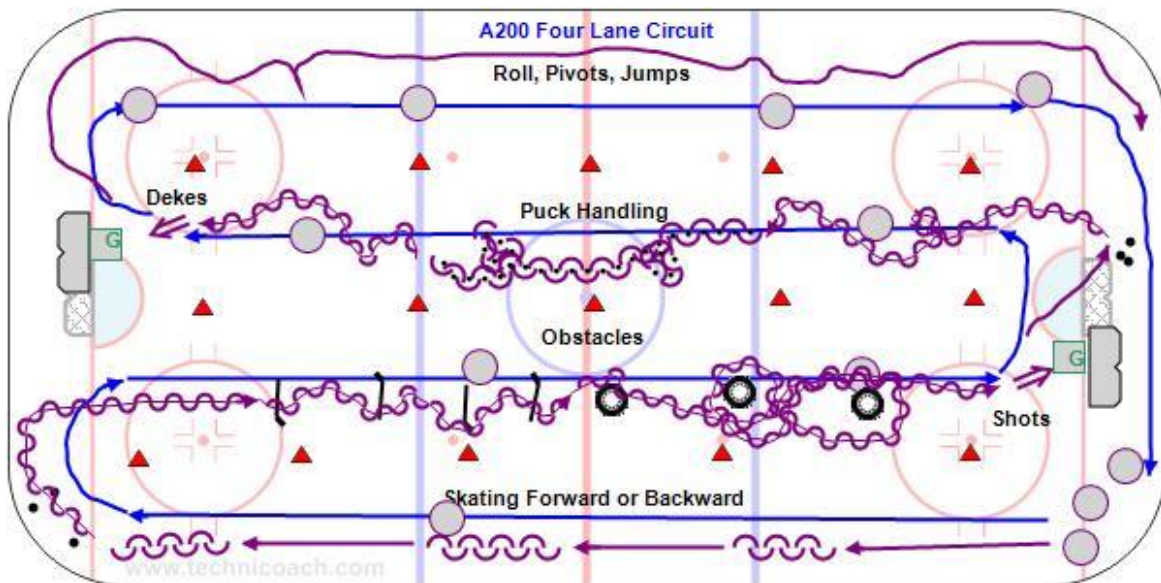 A200 Four Lane Circuit
Roll, Pivots, Jumps
Dekes
Puck Handling
G
Obstacles
G
Shots
Skating Forward or Backward
www.technicoach.com